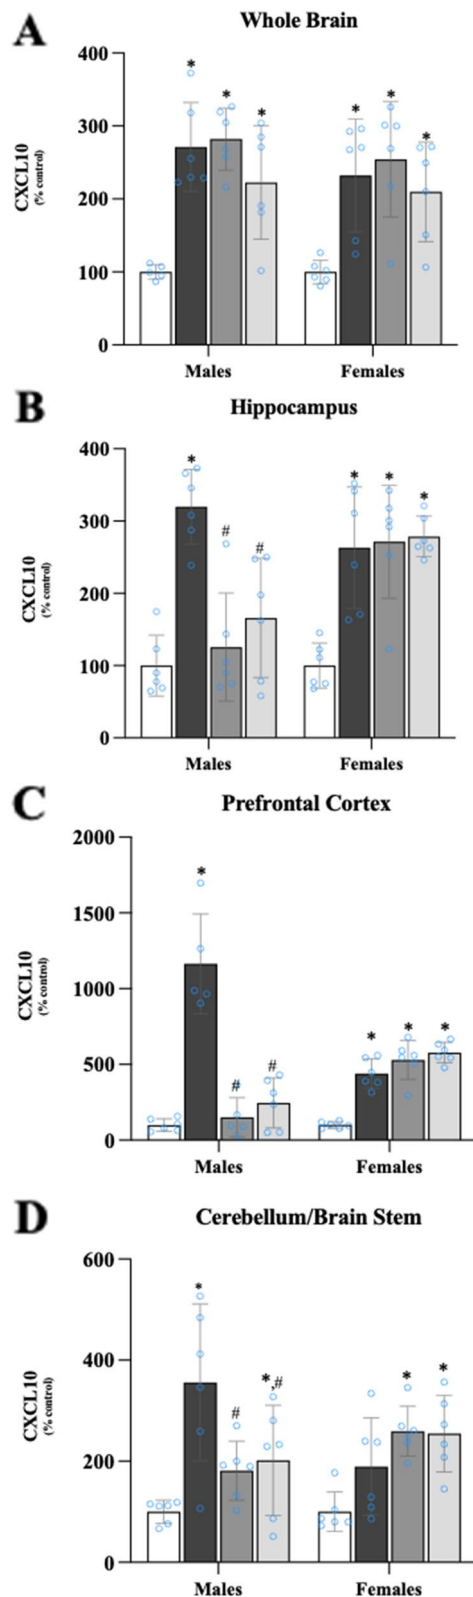 A
Whole Brain
400
300
200
100
0
CXCL10
(% control)
*
*
*
*
*
*
Males
Females
B
Hippocampus
400
300
200
100
0
CXCL10
(% control)
*
#
#
*
*
*
Males
Females
C
Prefrontal Cortex
2000
1500
1000
500
0
CXCL10
(% control)
*
#
#
*
*
*
Males
Females
D
Cerebellum/Brain Stem
600
400
200
0
CXCL10
(% control)
*
#
*,#
*
*
Males
Females